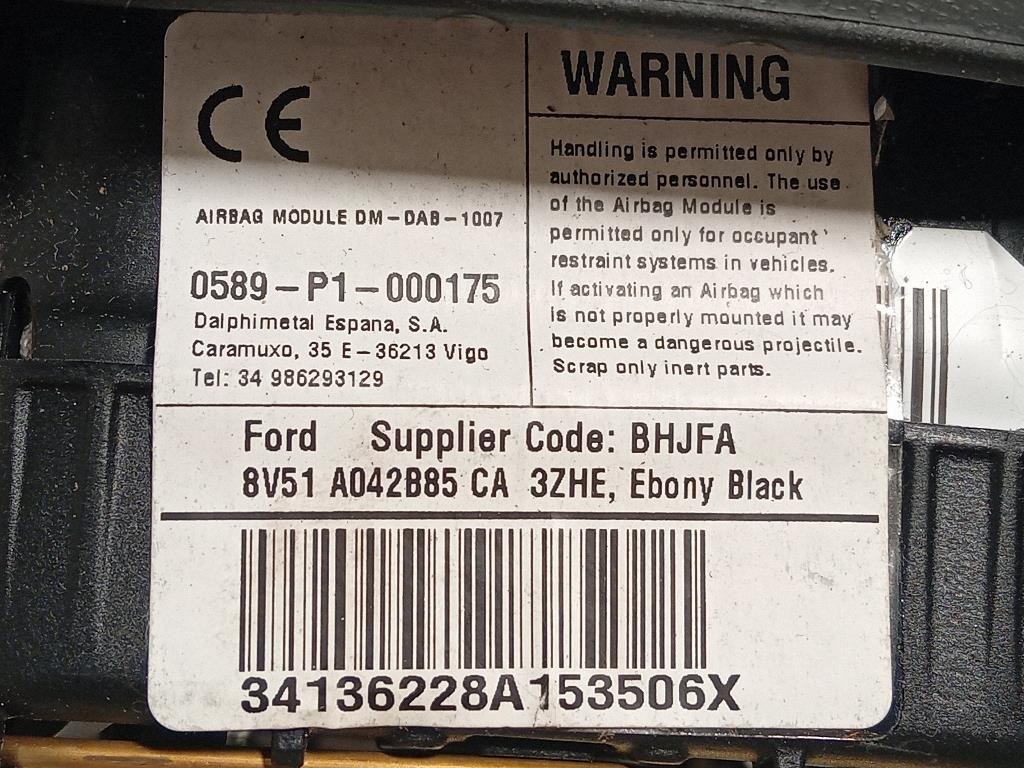 CE
AIRBAG MODULE DM-DAB-1007
0589-P1-000175
Dalphimetal Espana, S.A.
Caramuxo, 35 E-36213 Vigo
Tel: 34 986293129
WARNING
Handling is permitted only by
authorized personnel. The use
of the Airbag Module is
permitted only for occupant
restraint systems in vehicles.
If activating an Airbag which
is not properly mounted it may
become a dangerous projectile.
Scrap only inert parts.
Ford Supplier Code: BHJFA
8V51 A042B85 CA 3ZHE, Ebony Black
34136228A153506X